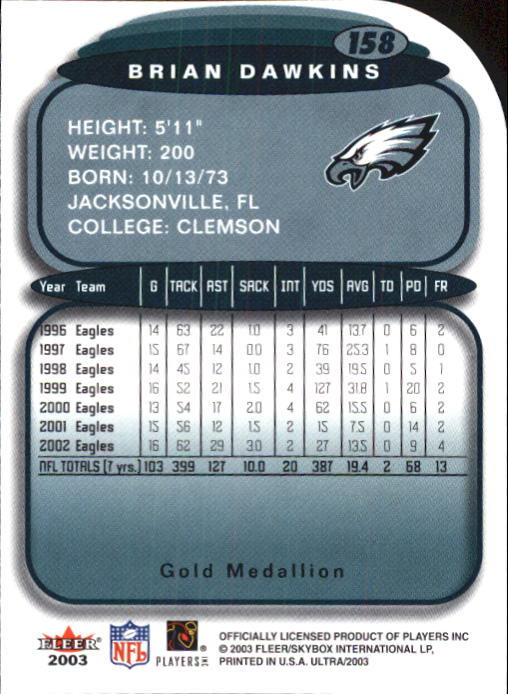 158
BRIAN DAWKINS
HEIGHT: 5'11"
WEIGHT: 200
BORN: 10/13/73
JACKSONVILLE, FL
COLLEGE: CLEMSON
Year Team G TACK AST SACK INT YDS AVG TD PD FR
1996 Eagles 14 63 22 1.0 3 41 13.7 0 6 2
1997 Eagles 15 67 14 0.0 3 76 25.3 1 8 0
1998 Eagles 14 45 12 1.0 2 39 19.5 0 5 1
1999 Eagles 16 52 21 1.5 4 127 31.8 1 20 2
2000 Eagles 13 54 17 2.0 4 62 15.5 0 6 2
2001 Eagles 15 56 12 1.5 2 15 7.5 0 14 2
2002 Eagles 16 62 29 3.0 2 27 13.5 0 9 4
NFL TOTALS (7 yrs.) 103 399 127 10.0 20 387 19.4 2 68 13
Gold Medallion
FLEER®
2003
NFL
PLAYERS INC ®
OFFICIALLY LICENSED PRODUCT OF PLAYERS INC
© 2003 FLEER/SKYBOX INTERNATIONAL LP,
PRINTED IN U.S.A. ULTRA/2003